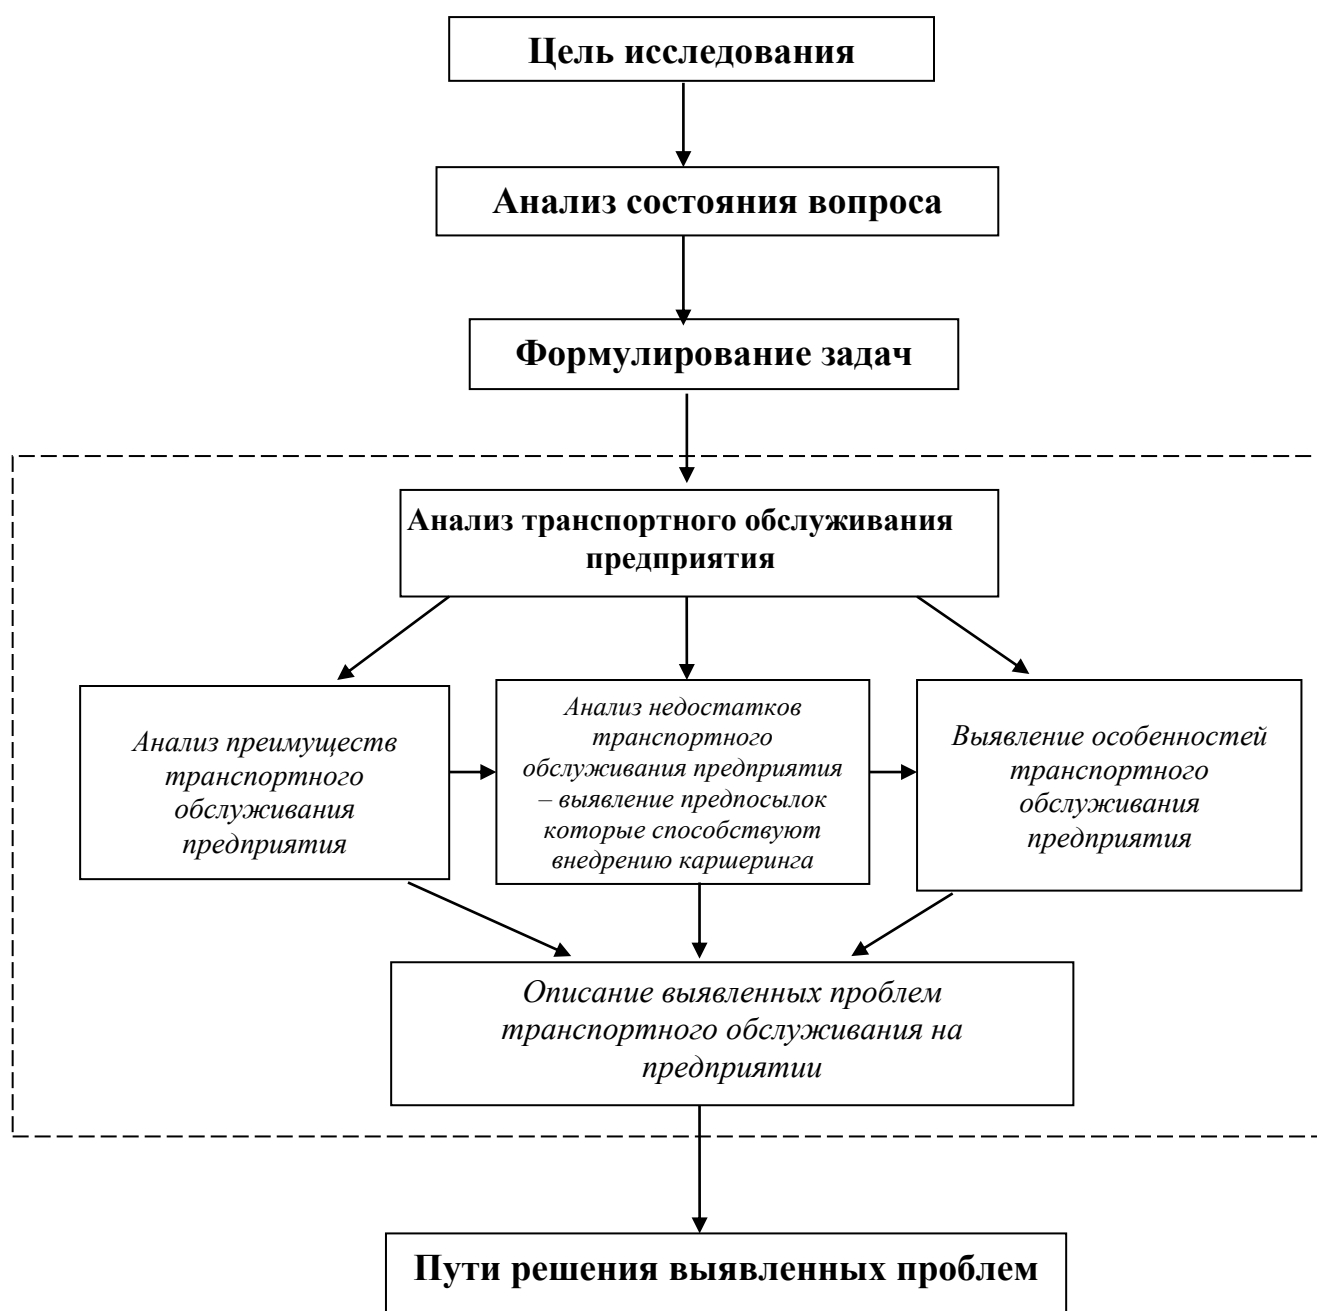 Цель исследования
Анализ состояния вопроса
Формулирование задач
Анализ транспортного обслуживания
предприятия
Анализ преимуществ
транспортного
обслуживания
предприятия
Анализ недостатков
транспортного
обслуживания предприятия
– выявление предпосылок
которые способствуют
внедрению каршеринга
Выявление особенностей
транспортного
обслуживания
предприятия
Описание выявленных проблем
транспортного обслуживания на
предприятии
Пути решения выявленных проблем